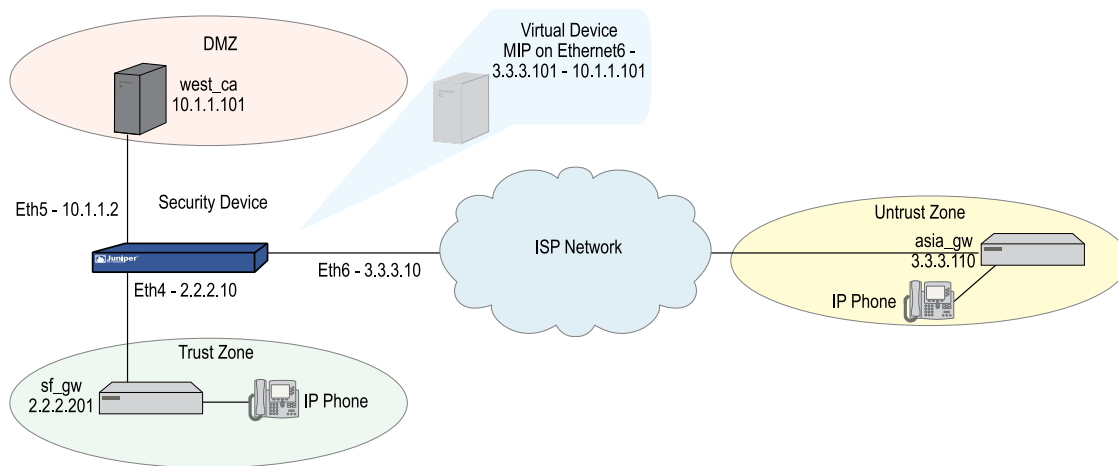 DMZ
west_ca
10.1.1.101
Virtual Device
MIP on Ethernet6 -
3.3.3.101 - 10.1.1.101
Eth5 - 10.1.1.2
Security Device
Juniper
Eth6 - 3.3.3.10
Eth4 - 2.2.2.10
ISP Network
Untrust Zone
asia_gw
3.3.3.110
IP Phone
Trust Zone
sf_gw
2.2.2.201
IP Phone